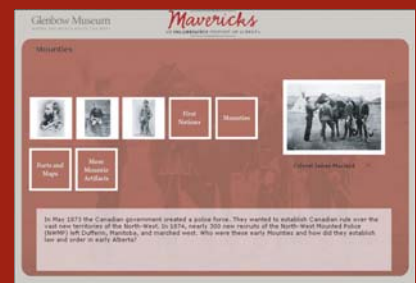 Glenbow Museum
Mavericks
AN INCORRIGIBLE HISTORY OF ALBERTA
Mounties
First
Nations
Mounties
Forts and
Maps
More
Mountie
Artifacts
Colonel James Macleod
In May 1873 the Canadian government created a police force. They wanted to establish Canadian rule over the
vast new territories of the North-West. In 1874, nearly 300 new recruits of the North-West Mounted Police
(NWMP) left Dufferin, Manitoba, and marched west. Who were these early Mounties and how did they establish
law and order in early Alberta?